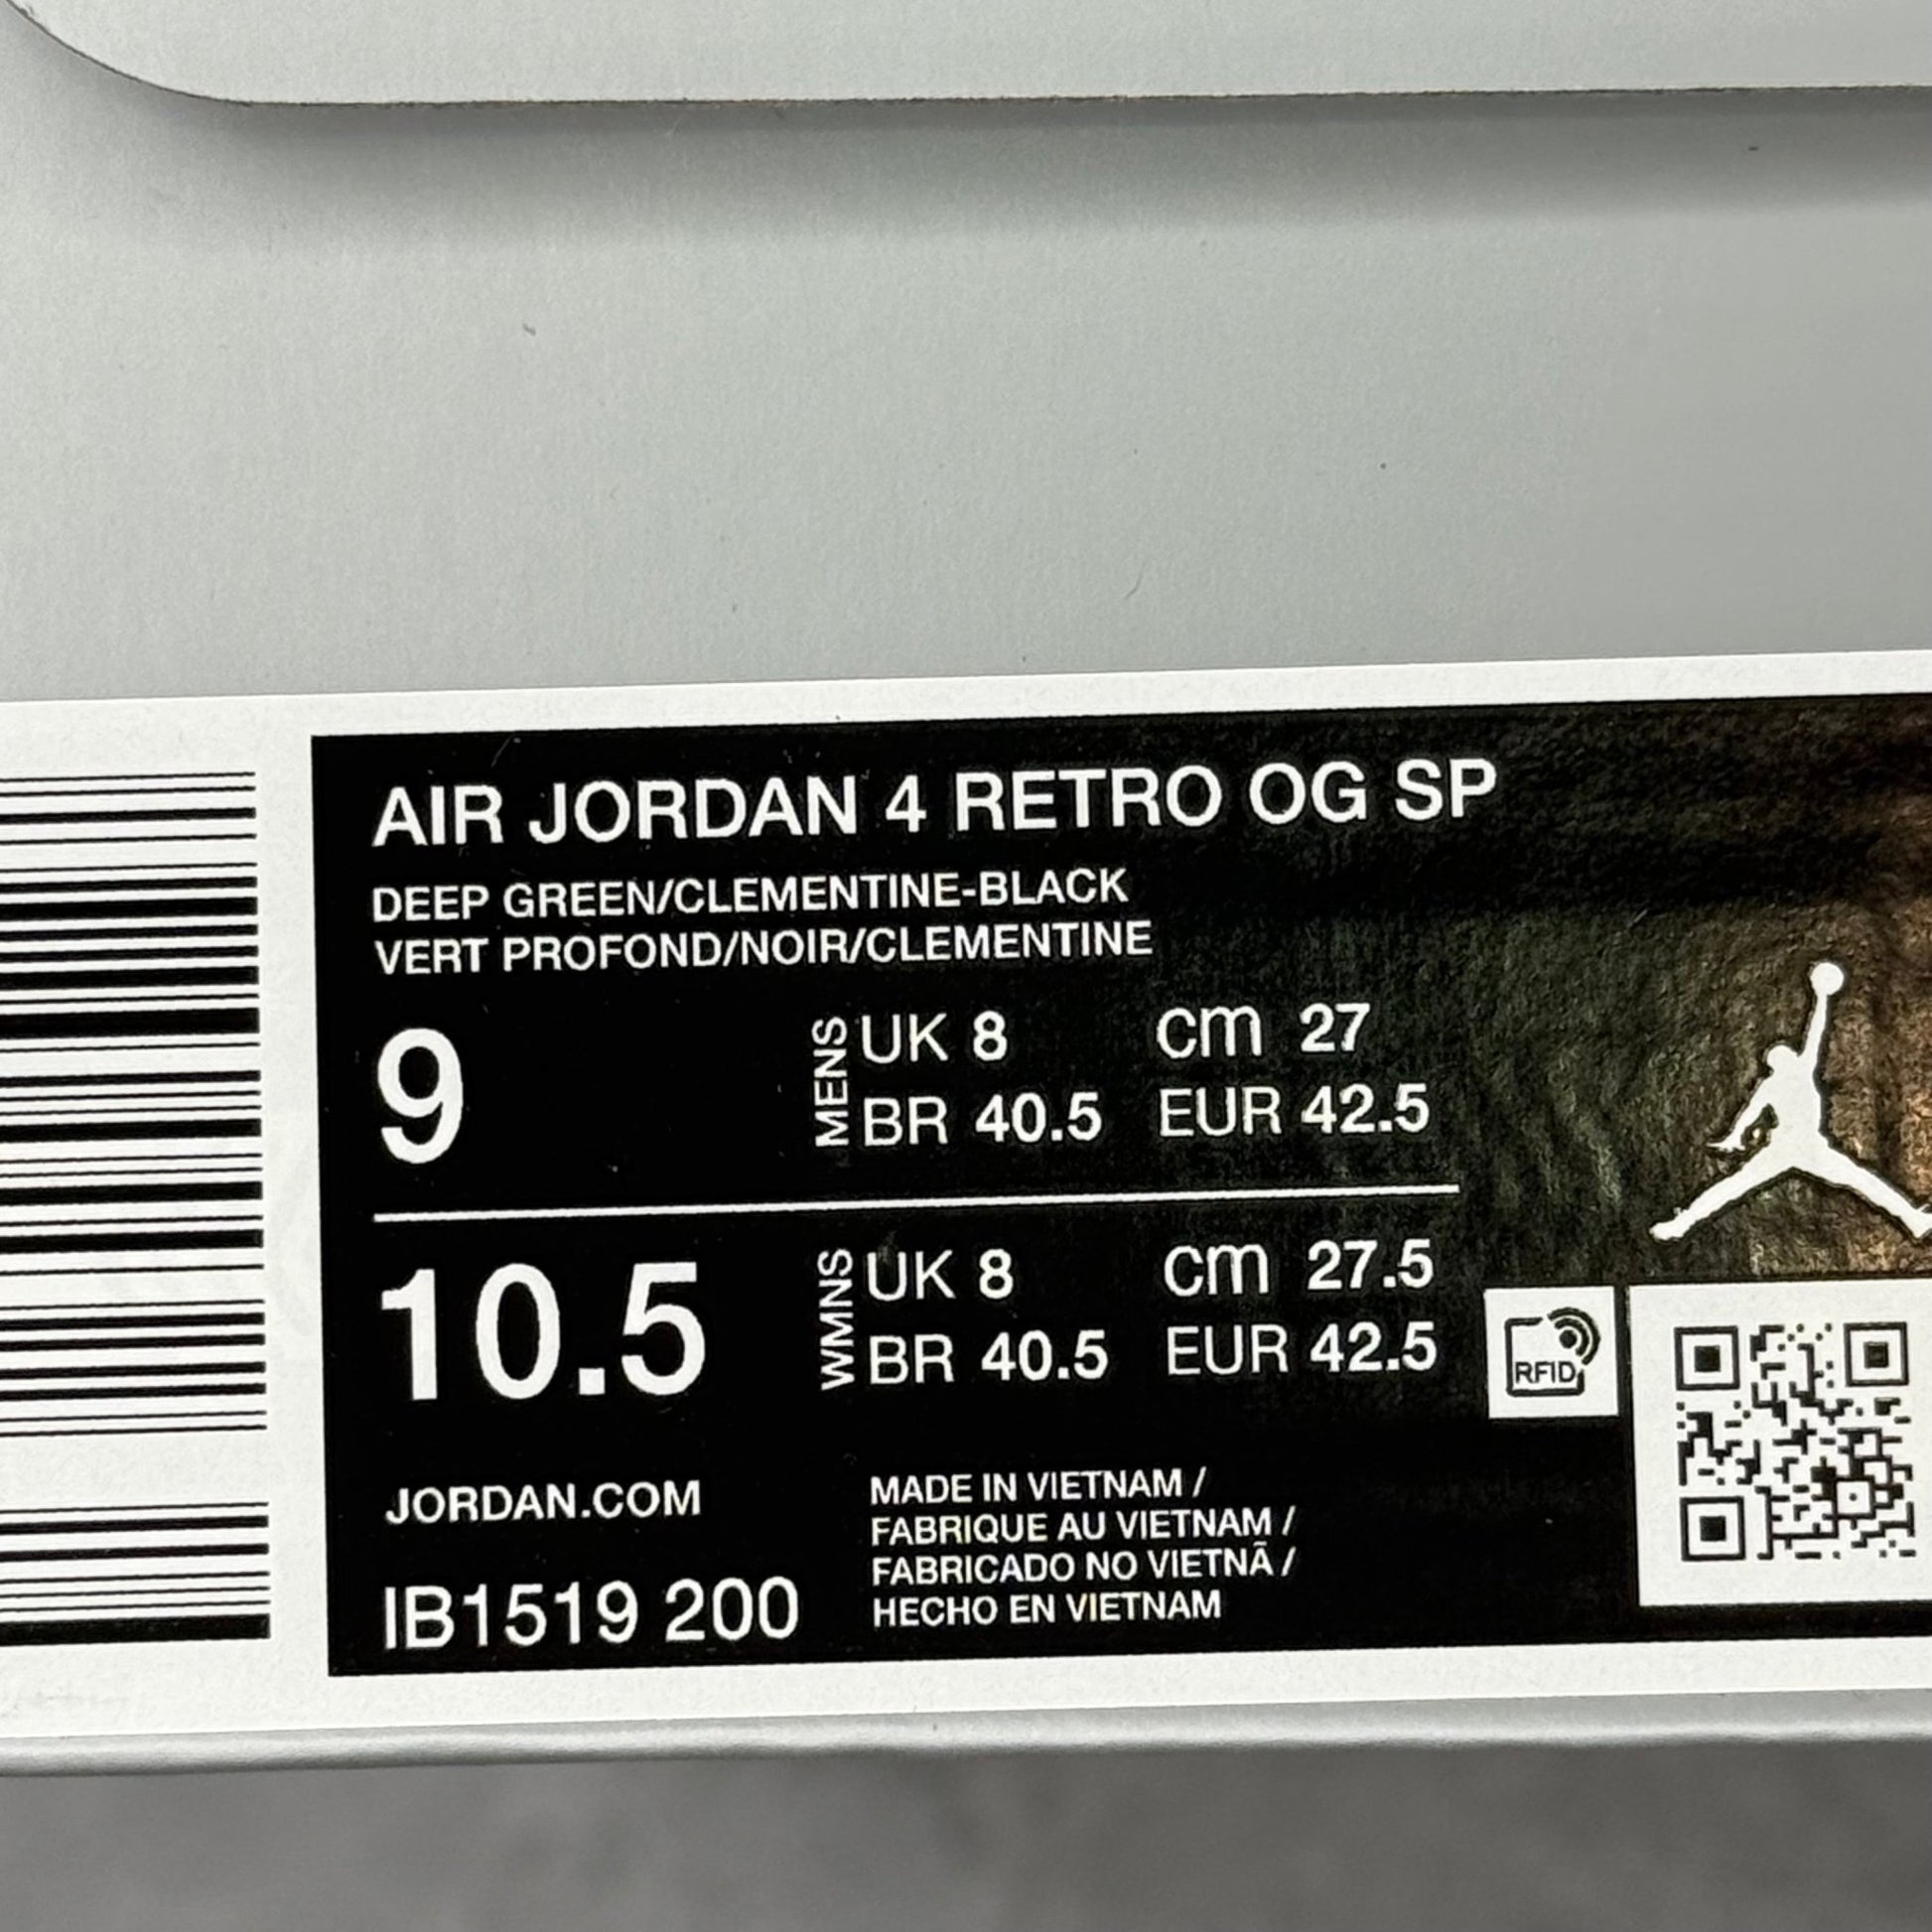 AIR JORDAN 4 RETRO OG SP
DEEP GREEN/CLEMENTINE-BLACK
VERT PROFOND/NOIR/CLEMENTINE
9
MENS
UK 8 cm 27
BR 40.5 EUR 42.5
10.5
WMNS
UK 8 cm 27.5
BR 40.5 EUR 42.5
RFID
JORDAN.COM
IB1519 200
MADE IN VIETNAM /
FABRIQUE AU VIETNAM /
FABRICADO NO VIETNÃ /
HECHO EN VIETNAM